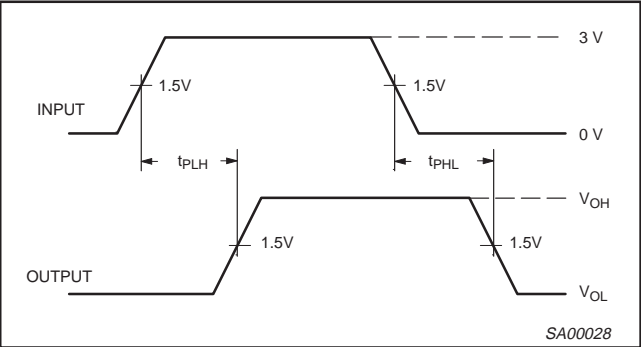 3 V
1.5V
1.5V
INPUT
0 V
tPLH
tPHL
VOH
1.5V
1.5V
OUTPUT
VOL
SA00028